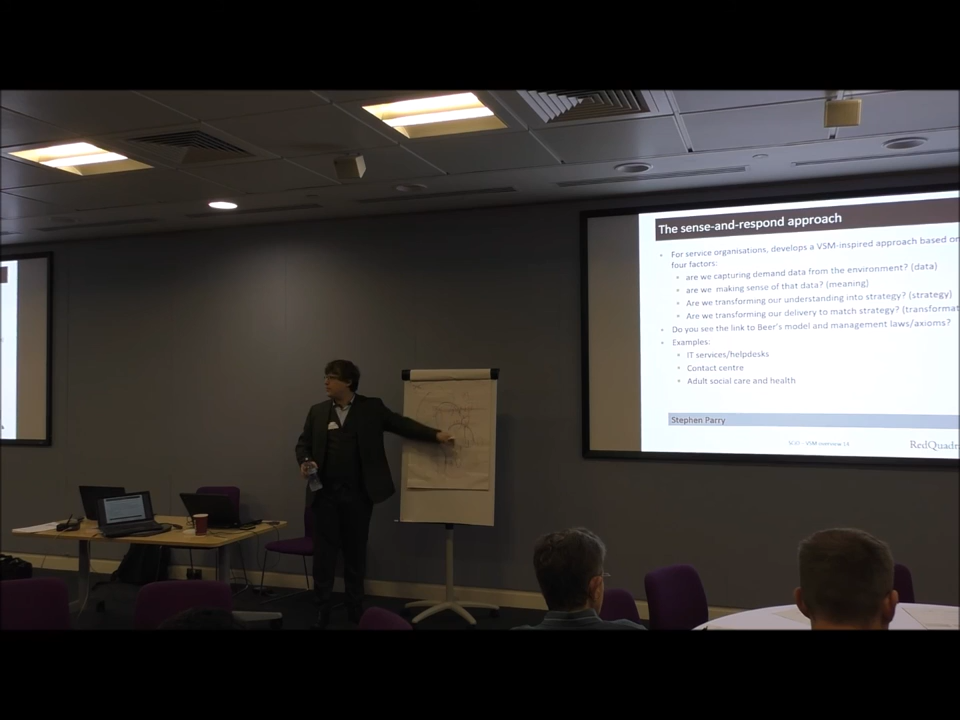 The sense-and-respond approach
For service organisations, develops a VSM-inspired approach based on
four factors:
are we capturing demand data from the environment? (data)
are we making sense of that data? (meaning)
Are we transforming our understanding into strategy? (strategy)
Are we transforming our delivery to match strategy? (transformat
Do you see the link to Beer's model and management laws/axioms?
Examples:
IT services/helpdesks
Contact centre
Adult social care and health
Stephen Parry
SCiO - VSM overview 14
RedQuadr